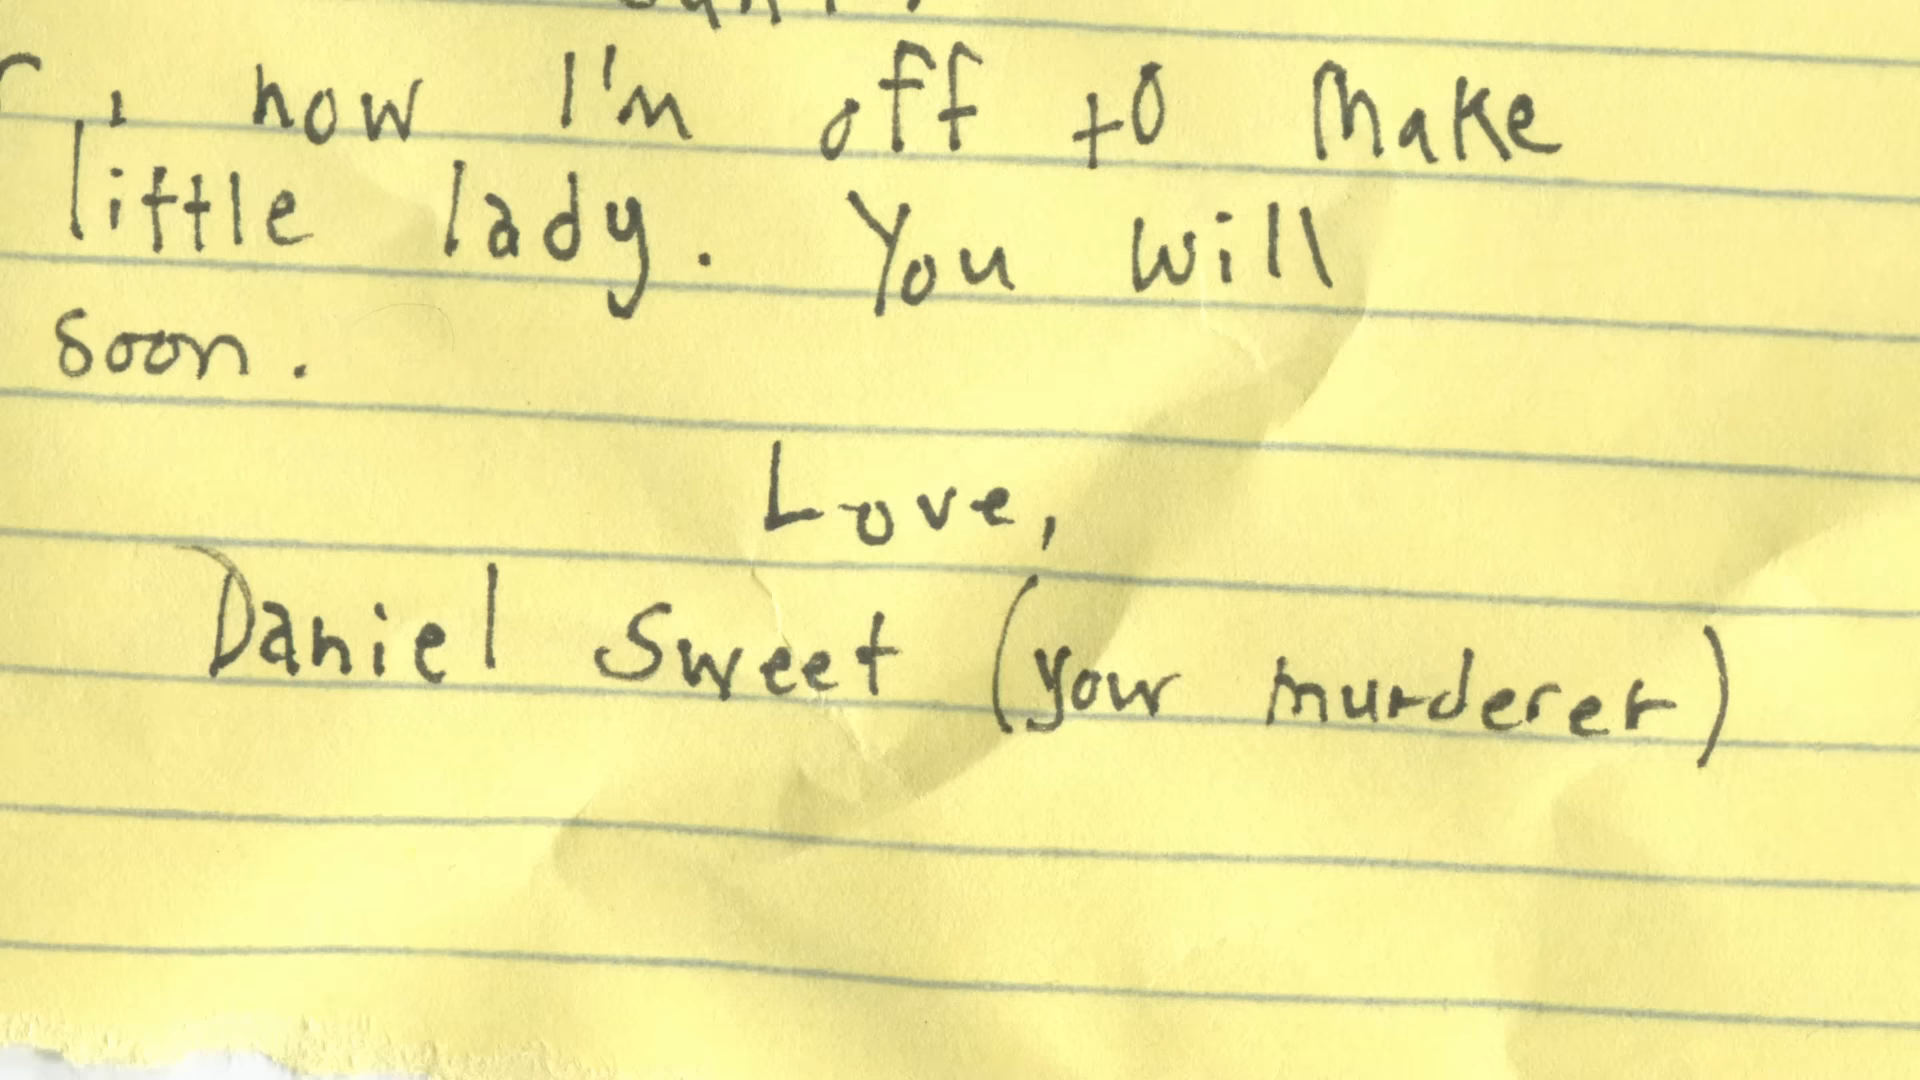 now I'm off to make
little lady. You will
soon.
Love,
Daniel Sweet (your murderer)